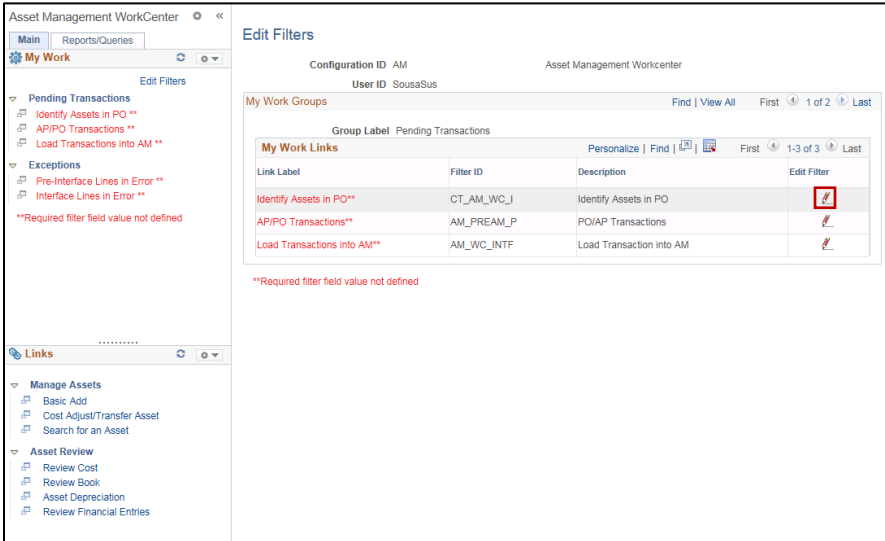 Asset Management WorkCenter
Main Reports/Queries
My Work
Edit Filters
Pending Transactions
Identify Assets in PO **
AP/PO Transactions **
Load Transactions into AM **
Exceptions
Pre-Interface Lines in Error **
Interface Lines in Error **
**Required filter field value not defined
Links
Manage Assets
Basic Add
Cost Adjust/Transfer Asset
Search for an Asset
Asset Review
Review Cost
Review Book
Asset Depreciation
Review Financial Entries
Edit Filters
Configuration ID AM Asset Management Workcenter
User ID SousaSus
My Work Groups Find | View All First 1 of 2 Last
Group Label Pending Transactions
My Work Links Personalize | Find | | First 1-3 of 3 Last
Link Label Filter ID Description Edit Filter
Identify Assets in PO** CT_AM_WC_I Identify Assets in PO
AP/PO Transactions** AM_PREAM_P PO/AP Transactions
Load Transactions into AM** AM_WC_INTF Load Transaction into AM
**Required filter field value not defined